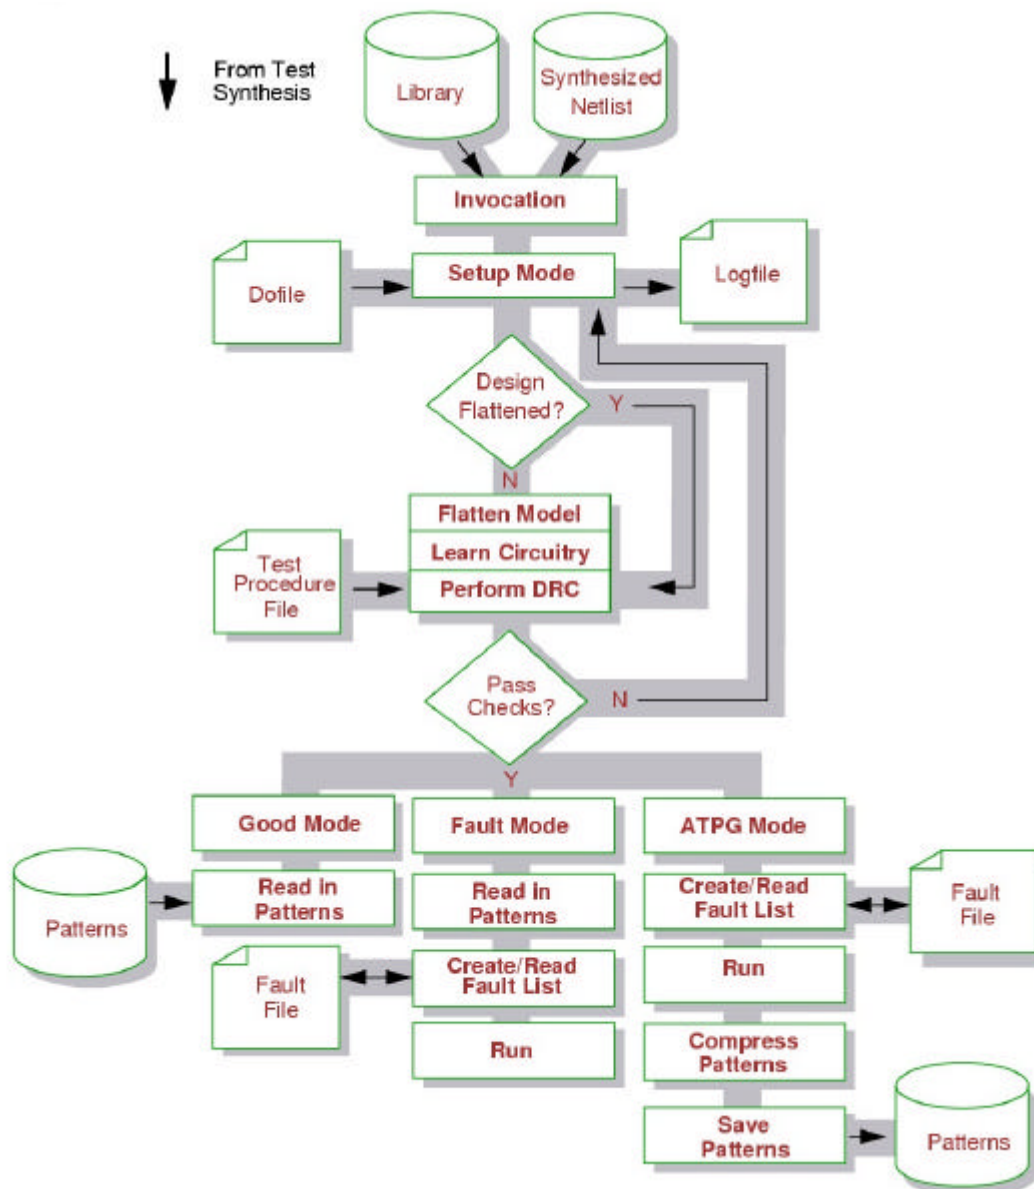 From Test
Synthesis
Library
Synthesized
Netlist
Invocation
Dofile
Setup Mode
Logfile
Design
Flattened?
Y
N
Flatten Model
Learn Circuitry
Perform DRC
Test
Procedure
File
Pass
Checks?
N
Y
Good Mode
Fault Mode
ATPG Mode
Patterns
Read in
Patterns
Read in
Patterns
Create/Read
Fault List
Fault
File
Fault
File
Create/Read
Fault List
Run
Run
Compress
Patterns
Save
Patterns
Patterns